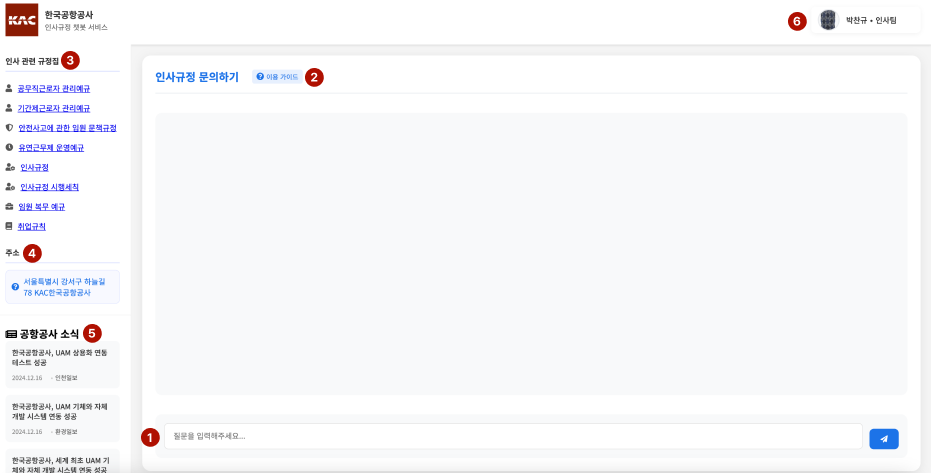 KAC
한국공항공사
인사규정 챗봇 서비스
6
박찬규 • 인사팀
인사 관련 규정집 3
공무직근로자 관리예규
기간제근로자 관리예규
안전사고에 관한 임원 문책규정
유연근무제 운영예규
인사규정
인사규정 시행세칙
임원 복무 예규
취업규칙
주소 4
서울특별시 강서구 하늘길
78 KAC한국공항공사
공항공사 소식 5
한국공항공사, UAM 상용화 연동
테스트 성공
2024.12.16 · 인천일보
한국공항공사, UAM 기체와 자체
개발 시스템 연동 성공
2024.12.16 · 환경일보
한국공항공사, 세계 최초 UAM 기
체와 자체 개발 시스템 연동 성공
인사규정 문의하기
이용 가이드 2
1
질문을 입력해주세요...